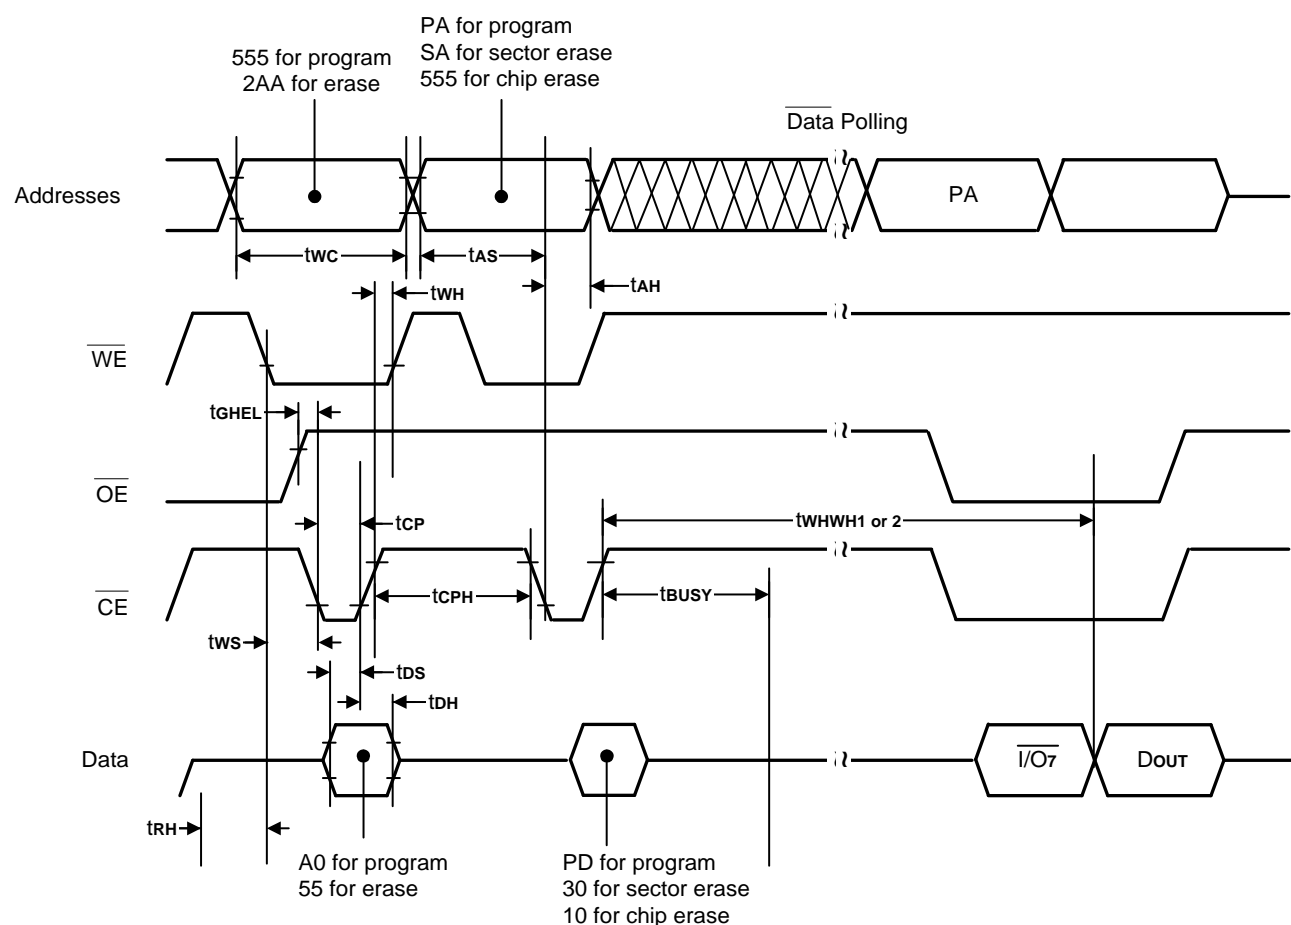 PA for program
SA for sector erase
555 for chip erase
555 for program
2AA for erase
Data Polling
Addresses
PA
tWC
tAS
tWH
tAH
WE
tGHEL
OE
tCP
tWHWH1 or 2
CE
tCPH
tBUSY
tWS
tDS
tDH
Data
I/O7
DOUT
tRH
A0 for program
55 for erase
PD for program
30 for sector erase
10 for chip erase